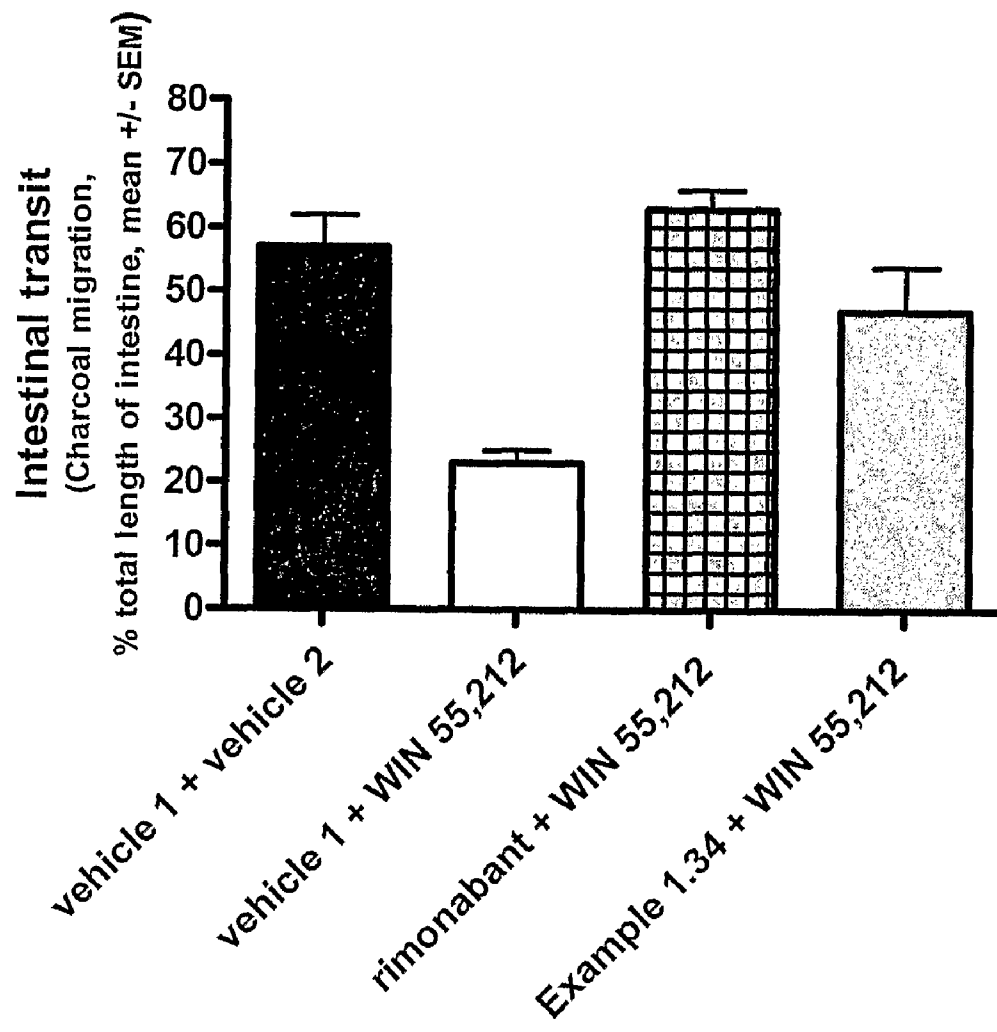 Intestinal transit
(Charcoal migration,
% total length of intestine, mean +/- SEM)
80
70
60
50
40
30
20
10
0
vehicle 1 + vehicle 2
vehicle 1 + WIN 55,212
rimonabant + WIN 55,212
Example 1.34 + WIN 55,212